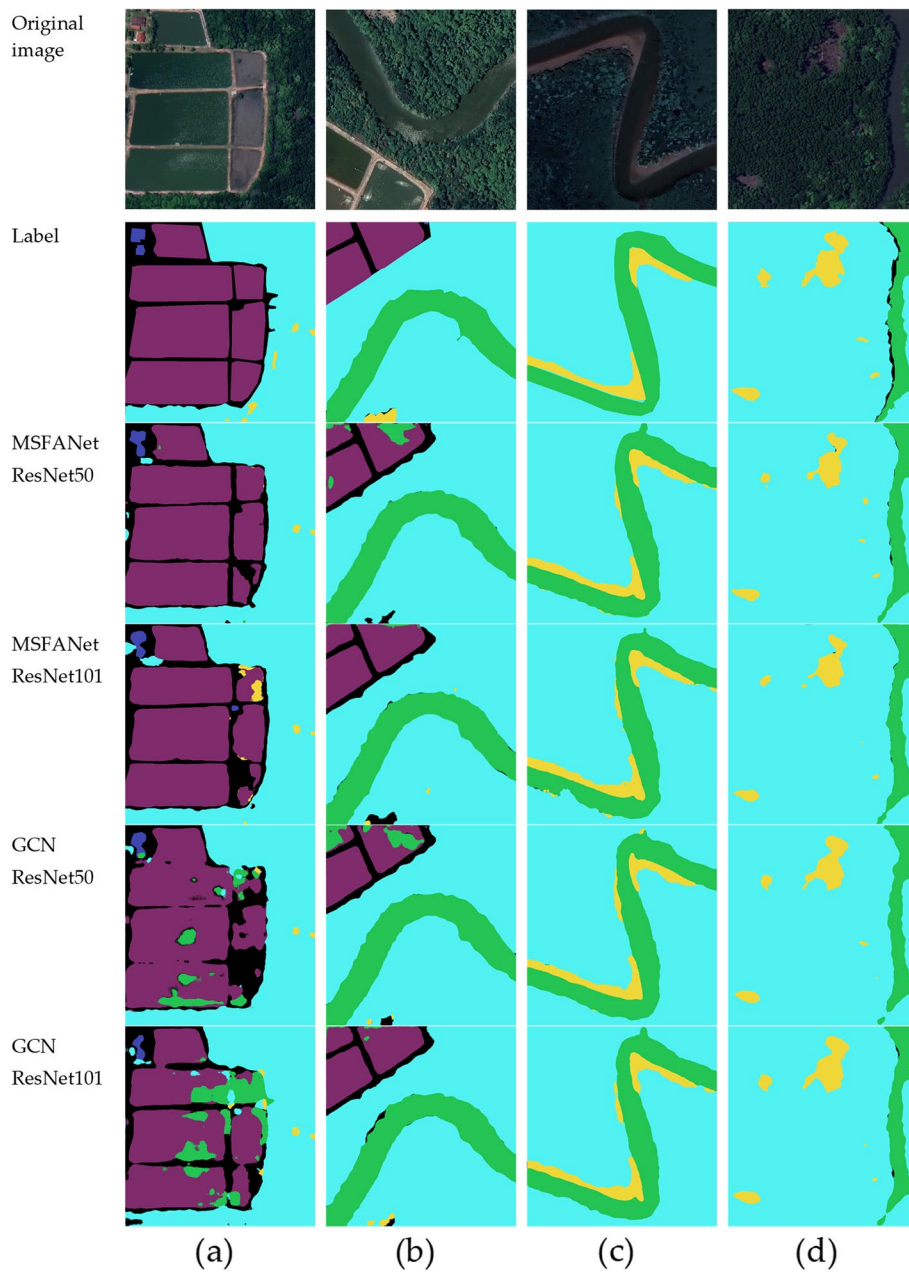 Original
image
Label
MSFANet
ResNet50
MSFANet
ResNet101
GCN
ResNet50
GCN
ResNet101
(a) (b) (c) (d)